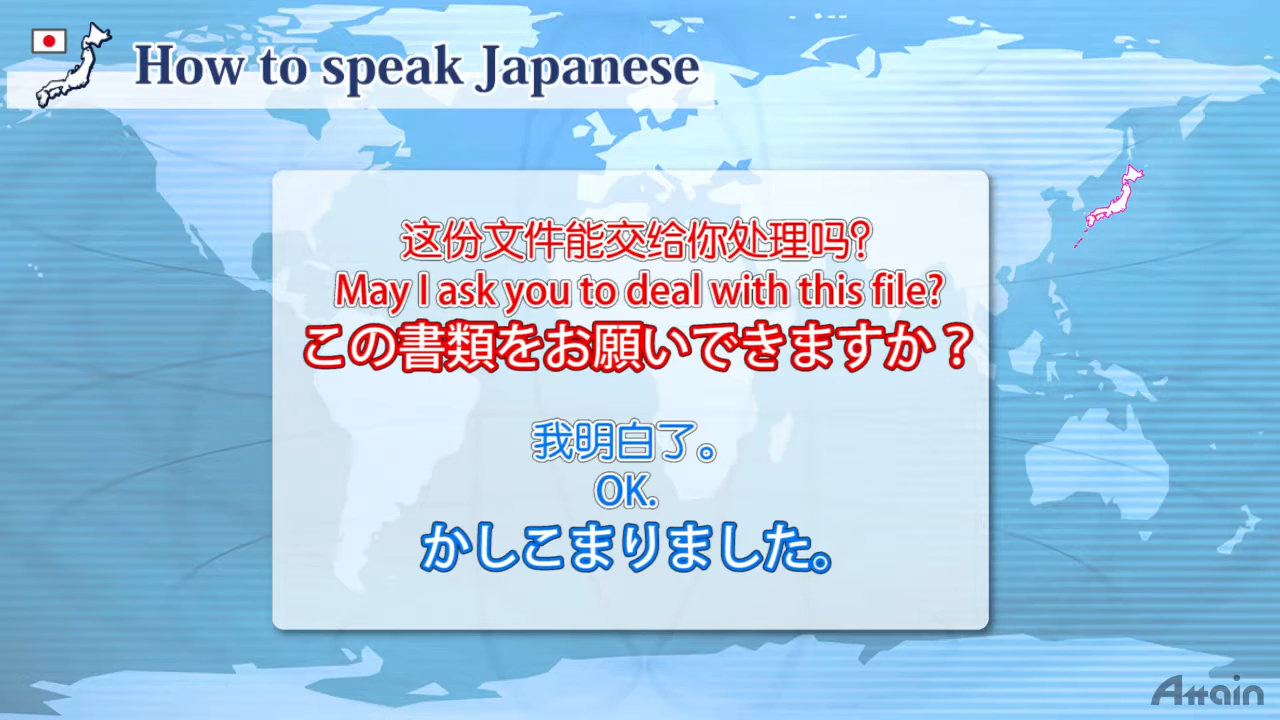 How to speak Japanese
这份文件能交给你处理吗?
May I ask you to deal with this file?
この書類をお願いできますか？
我明白了。
OK.
かしこまりました。
Attain